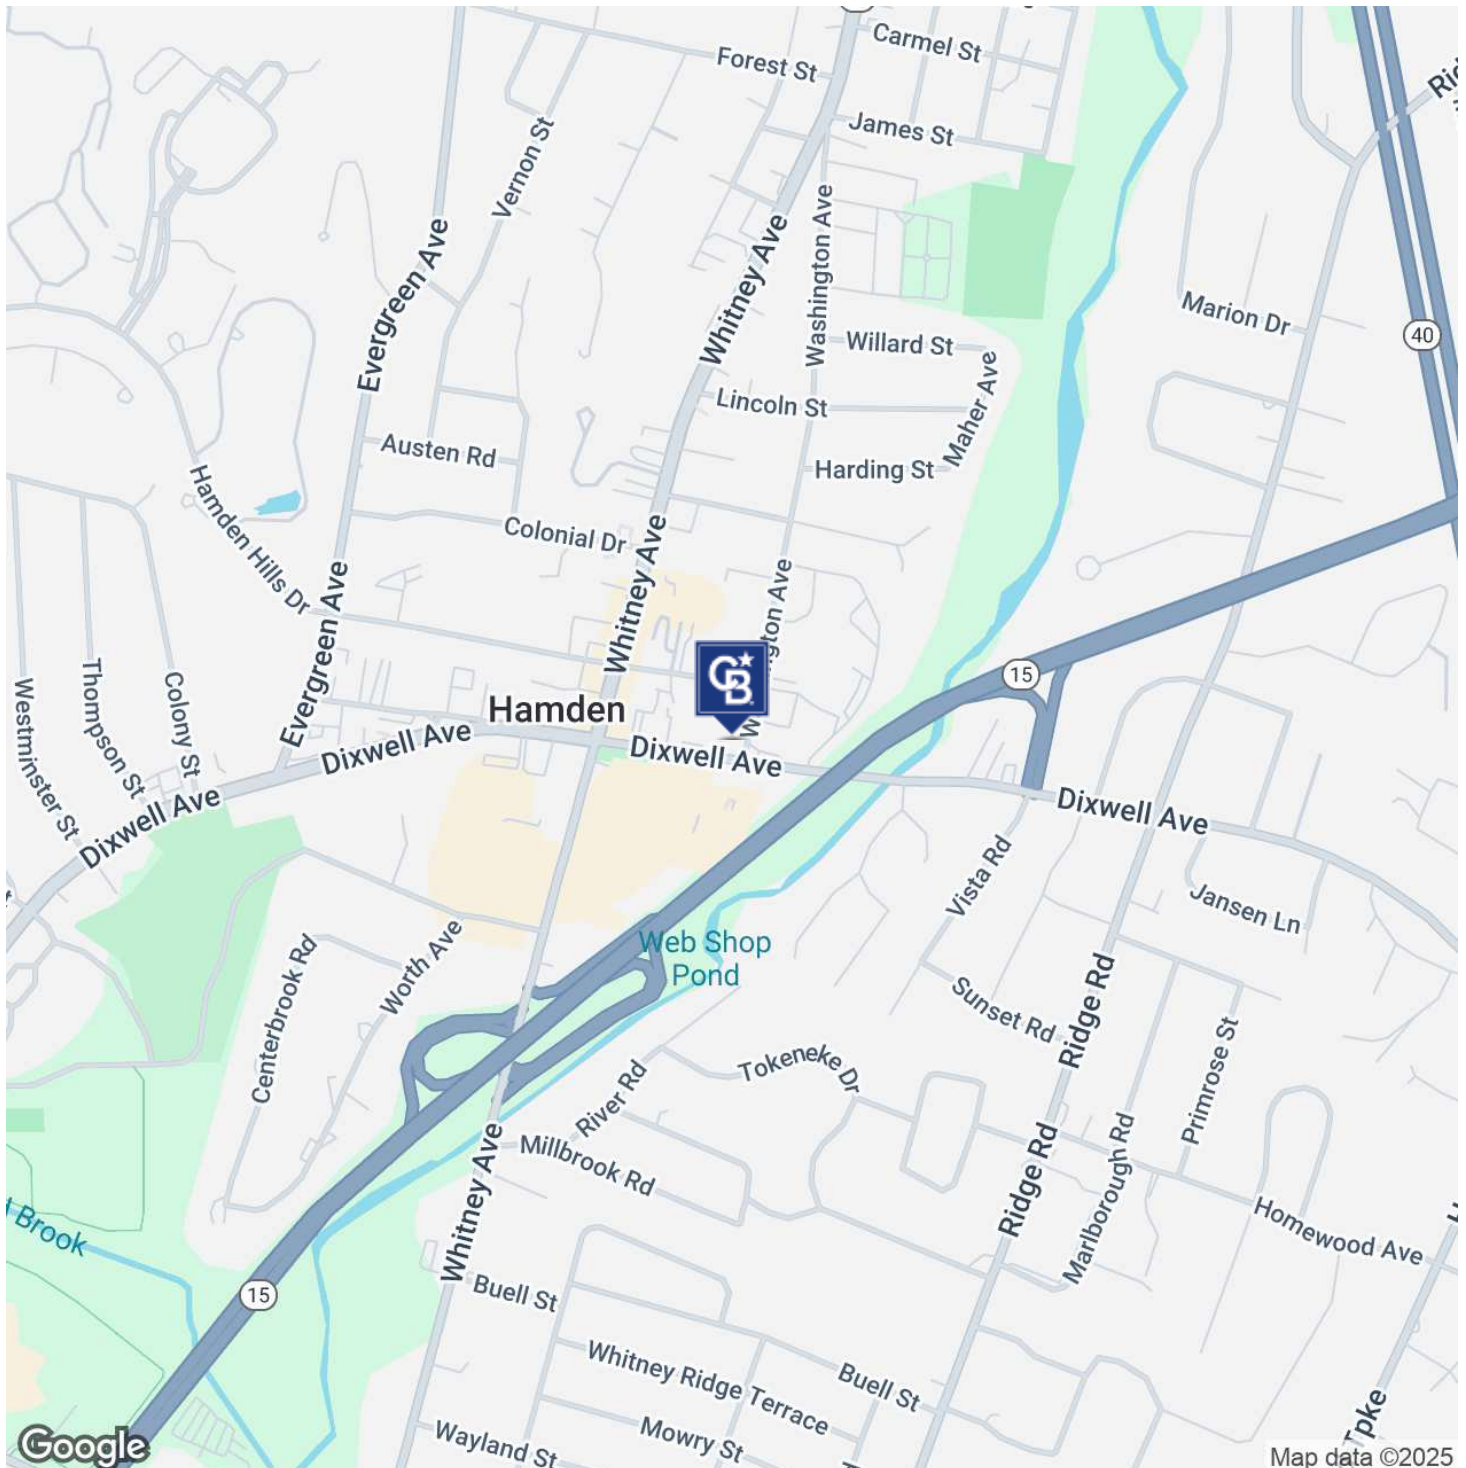 Carmel St
Forest St
James St
Vernon St
Evergreen Ave
Whitney Ave
Washington Ave
Marion Dr
40
Willard St
Maher Ave
Lincoln St
Austen Rd
Harding St
Hamden Hills Dr
Colonial Dr
Whitney Ave
Evergreen Ave
CB
15
Westminster St
Thompson St
Colony St
Hamden
Dixwell Ave
Dixwell Ave
Dixwell Ave
Dixwell Ave
Vista Rd
Jansen Ln
Web Shop
Pond
Centerbrook Rd
Worth Ave
Sunset Rd
Ridge Rd
Primrose St
Tokeneke Dr
River Rd
Millbrook Rd
Whitney Ave
Ridge Rd
Marlborough Rd
Homewood Ave
Brook
15
Buell St
Whitney Ridge Terrace
Buell St
Wayland St
Mowry St
Tpke
Google
Map data ©2025